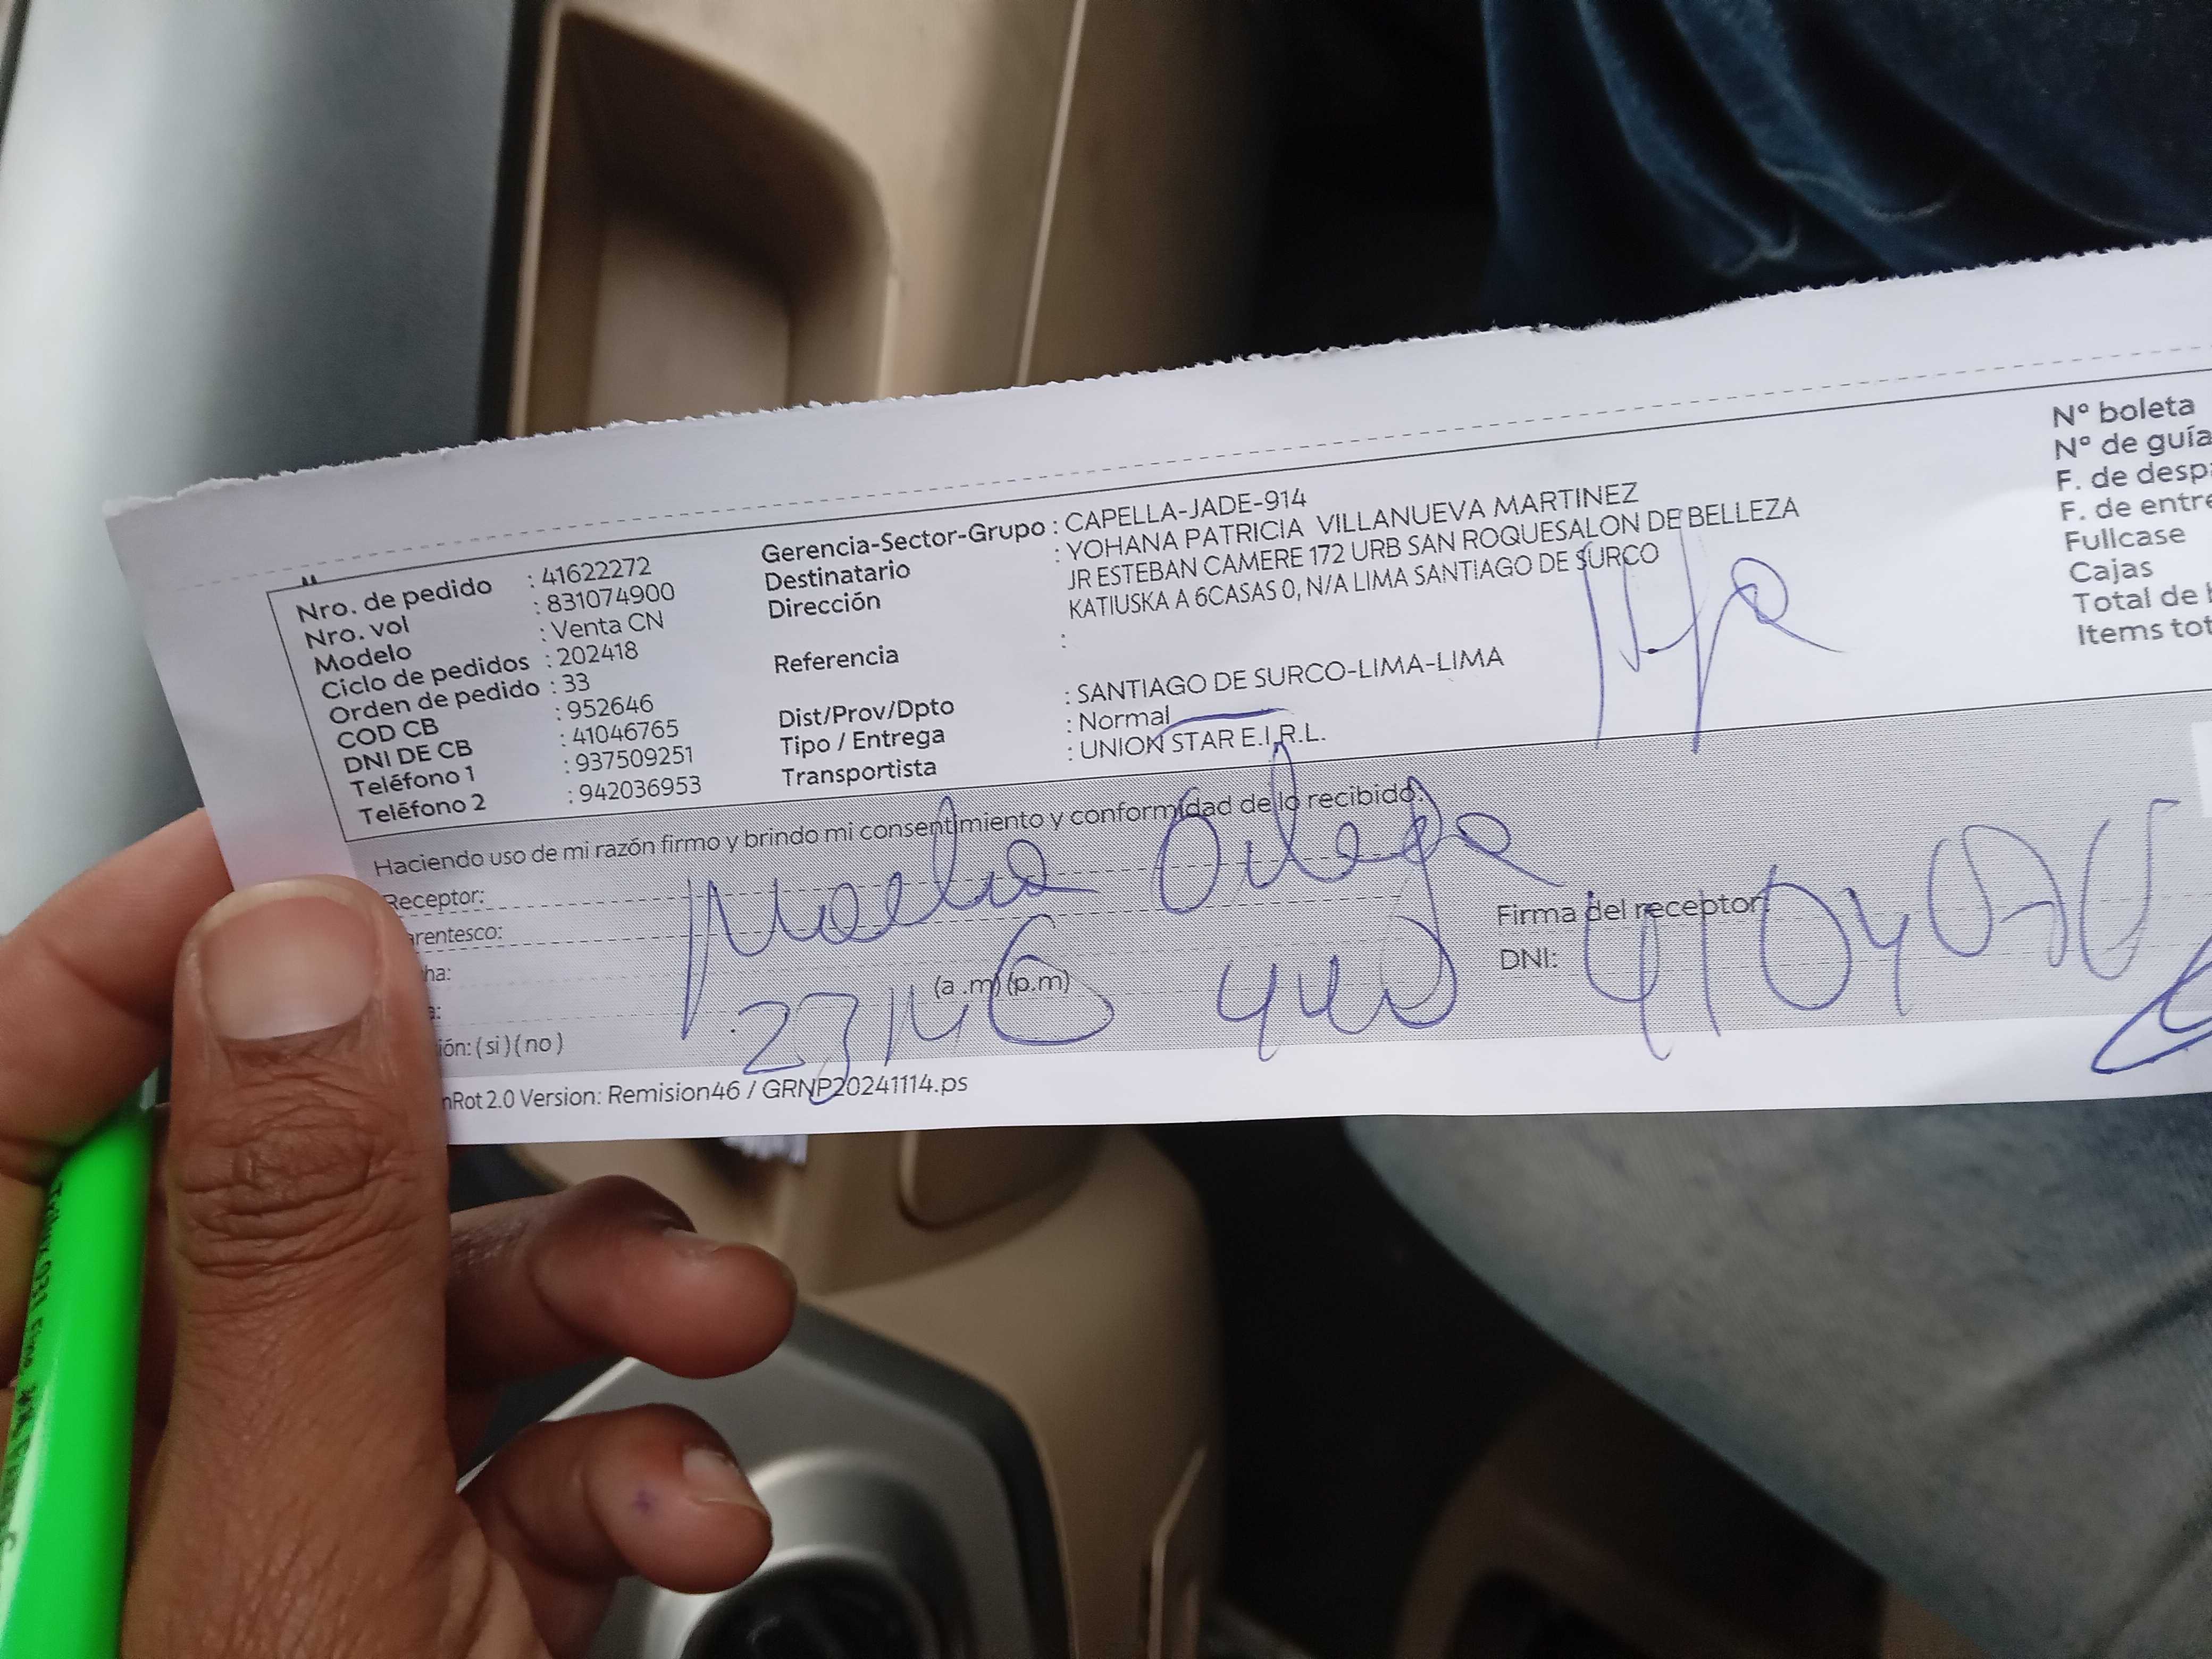 Nro. de pedido : 41622272
Nro. vol : 831074900
Modelo : Venta CN
Ciclo de pedidos : 202418
Orden de pedido : 33
COD CB : 952646
DNI DE CB : 41046765
Teléfono 1 : 937509251
Teléfono 2 : 942036953
Gerencia-Sector-Grupo : CAPELLA-JADE-914
Destinatario : YOHANA PATRICIA VILLANUEVA MARTINEZ
Dirección JR ESTEBAN CAMERE 172 URB SAN ROQUESALON DE BELLEZA
KATIUSKA A 6CASAS 0, N/A LIMA SANTIAGO DE SURCO
Referencia :
Dist/Prov/Dpto : SANTIAGO DE SURCO-LIMA-LIMA
Tipo / Entrega : Normal
Transportista : UNION STAR E.I.R.L.
N° boleta
N° de guía
F. de desp
F. de entre
Fullcase
Cajas
Total de
Items tot
Haciendo uso de mi razón firmo y brindo mi consentimiento y conformidad de lo recibido.
Receptor:
arentesco:
ha:
(a .m) (p.m)
ión: ( si ) ( no )
Firma del receptor
DNI:
nRot 2.0 Version: Remision46 / GRNP20241114.ps